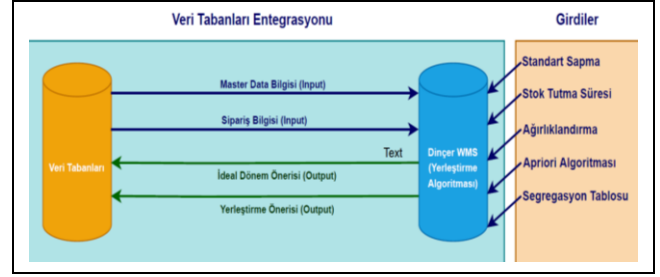 Veri Tabanları Entegrasyonu
Girdiler
Master Data Bilgisi (Input)
Sipariş Bilgisi (Input)
Text
İdeal Dönem Önerisi (Output)
Yerleştirme Önerisi (Output)
Veri Tabanları
Dinçer WMS
(Yerleştirme
Algoritması)
Standart Sapma
Stok Tutma Süresi
Ağırlıklandırma
Apriori Algoritması
Segregasyon Tablosu